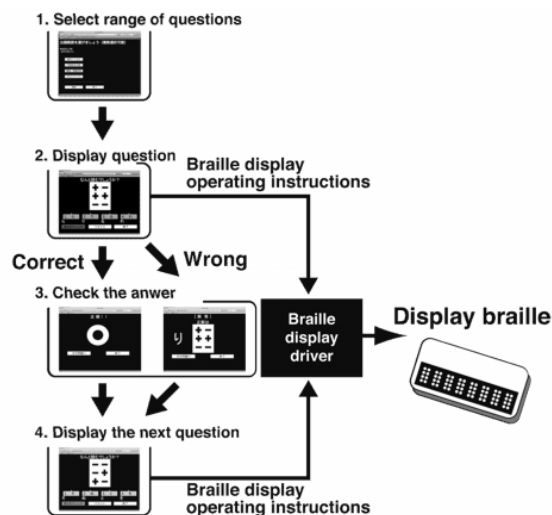 1. Select range of questions
2. Display question
Braille display
operating instructions
Correct
Wrong
3. Check the anwer
り
Braille
display
driver
Display braille
4. Display the next question
Braille display
operating instructions